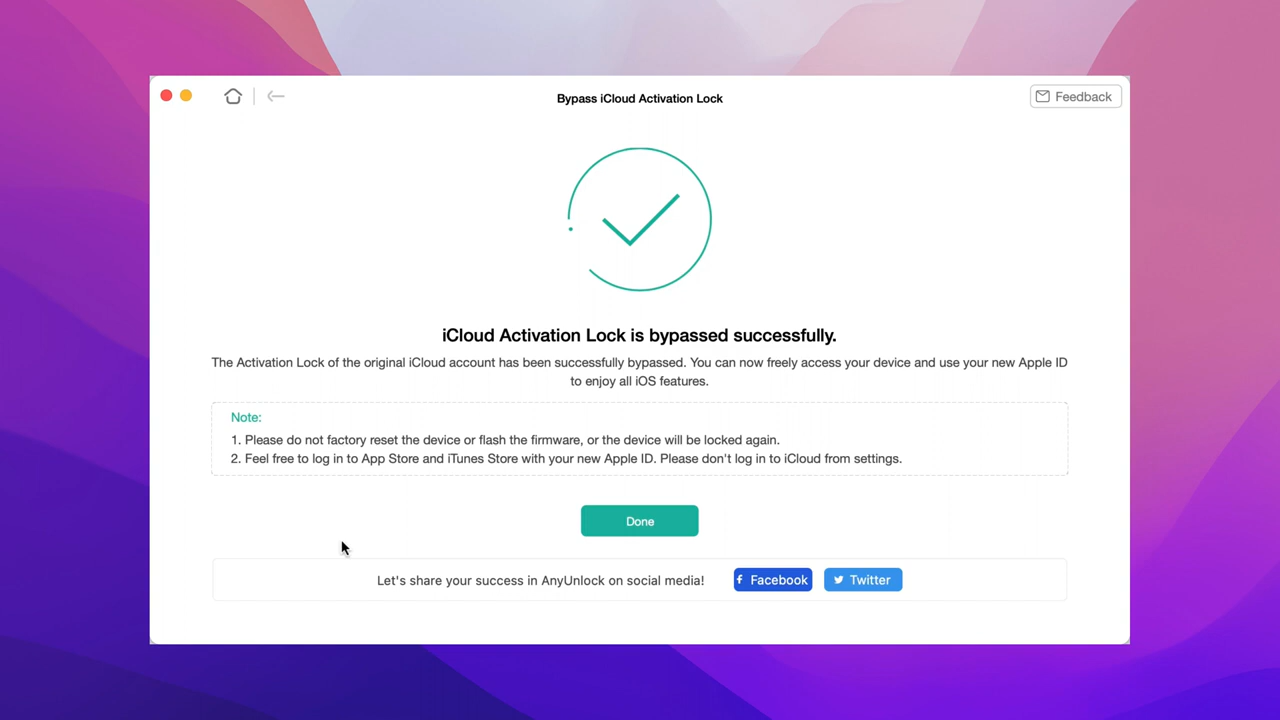 Bypass iCloud Activation Lock
Feedback
iCloud Activation Lock is bypassed successfully.
The Activation Lock of the original iCloud account has been successfully bypassed. You can now freely access your device and use your new Apple ID
to enjoy all iOS features.
Note:
1. Please do not factory reset the device or flash the firmware, or the device will be locked again.
2. Feel free to log in to App Store and iTunes Store with your new Apple ID. Please don't log in to iCloud from settings.
Done
Let's share your success in AnyUnlock on social media! Facebook Twitter